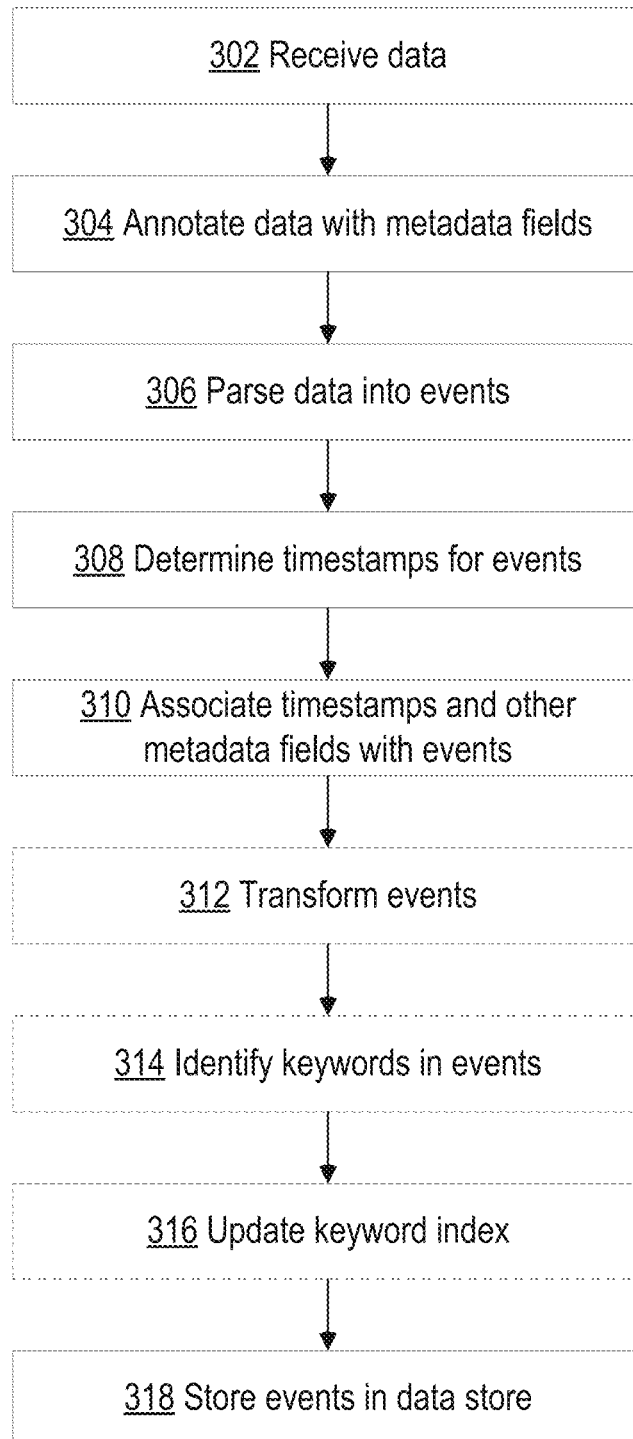 302 Receive data
304 Annotate data with metadata fields
306 Parse data into events
308 Determine timestamps for events
310 Associate timestamps and other
metadata fields with events
312 Transform events
314 Identify keywords in events
316 Update keyword index
318 Store events in data store